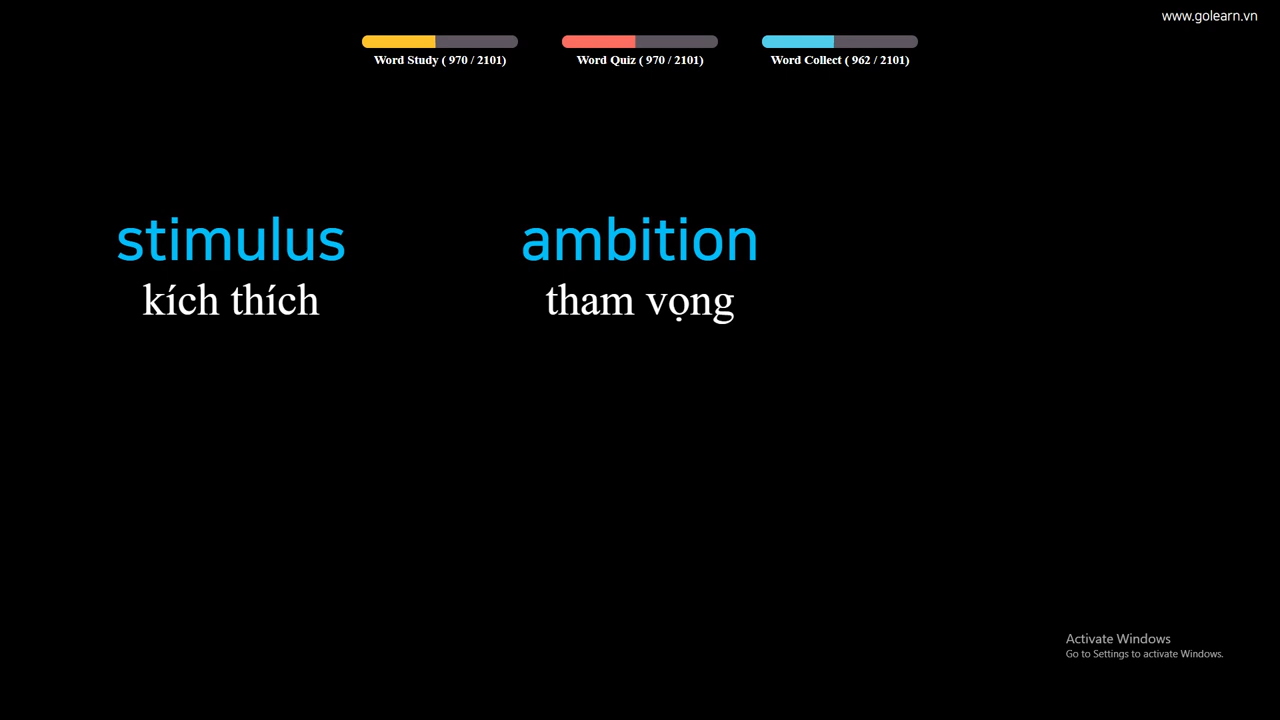 www.golearn.vn
Word Study ( 970 / 2101)
Word Quiz ( 970 / 2101)
Word Collect ( 962 / 2101)
stimulus
kích thích
ambition
tham vọng
Activate Windows
Go to Settings to activate Windows.